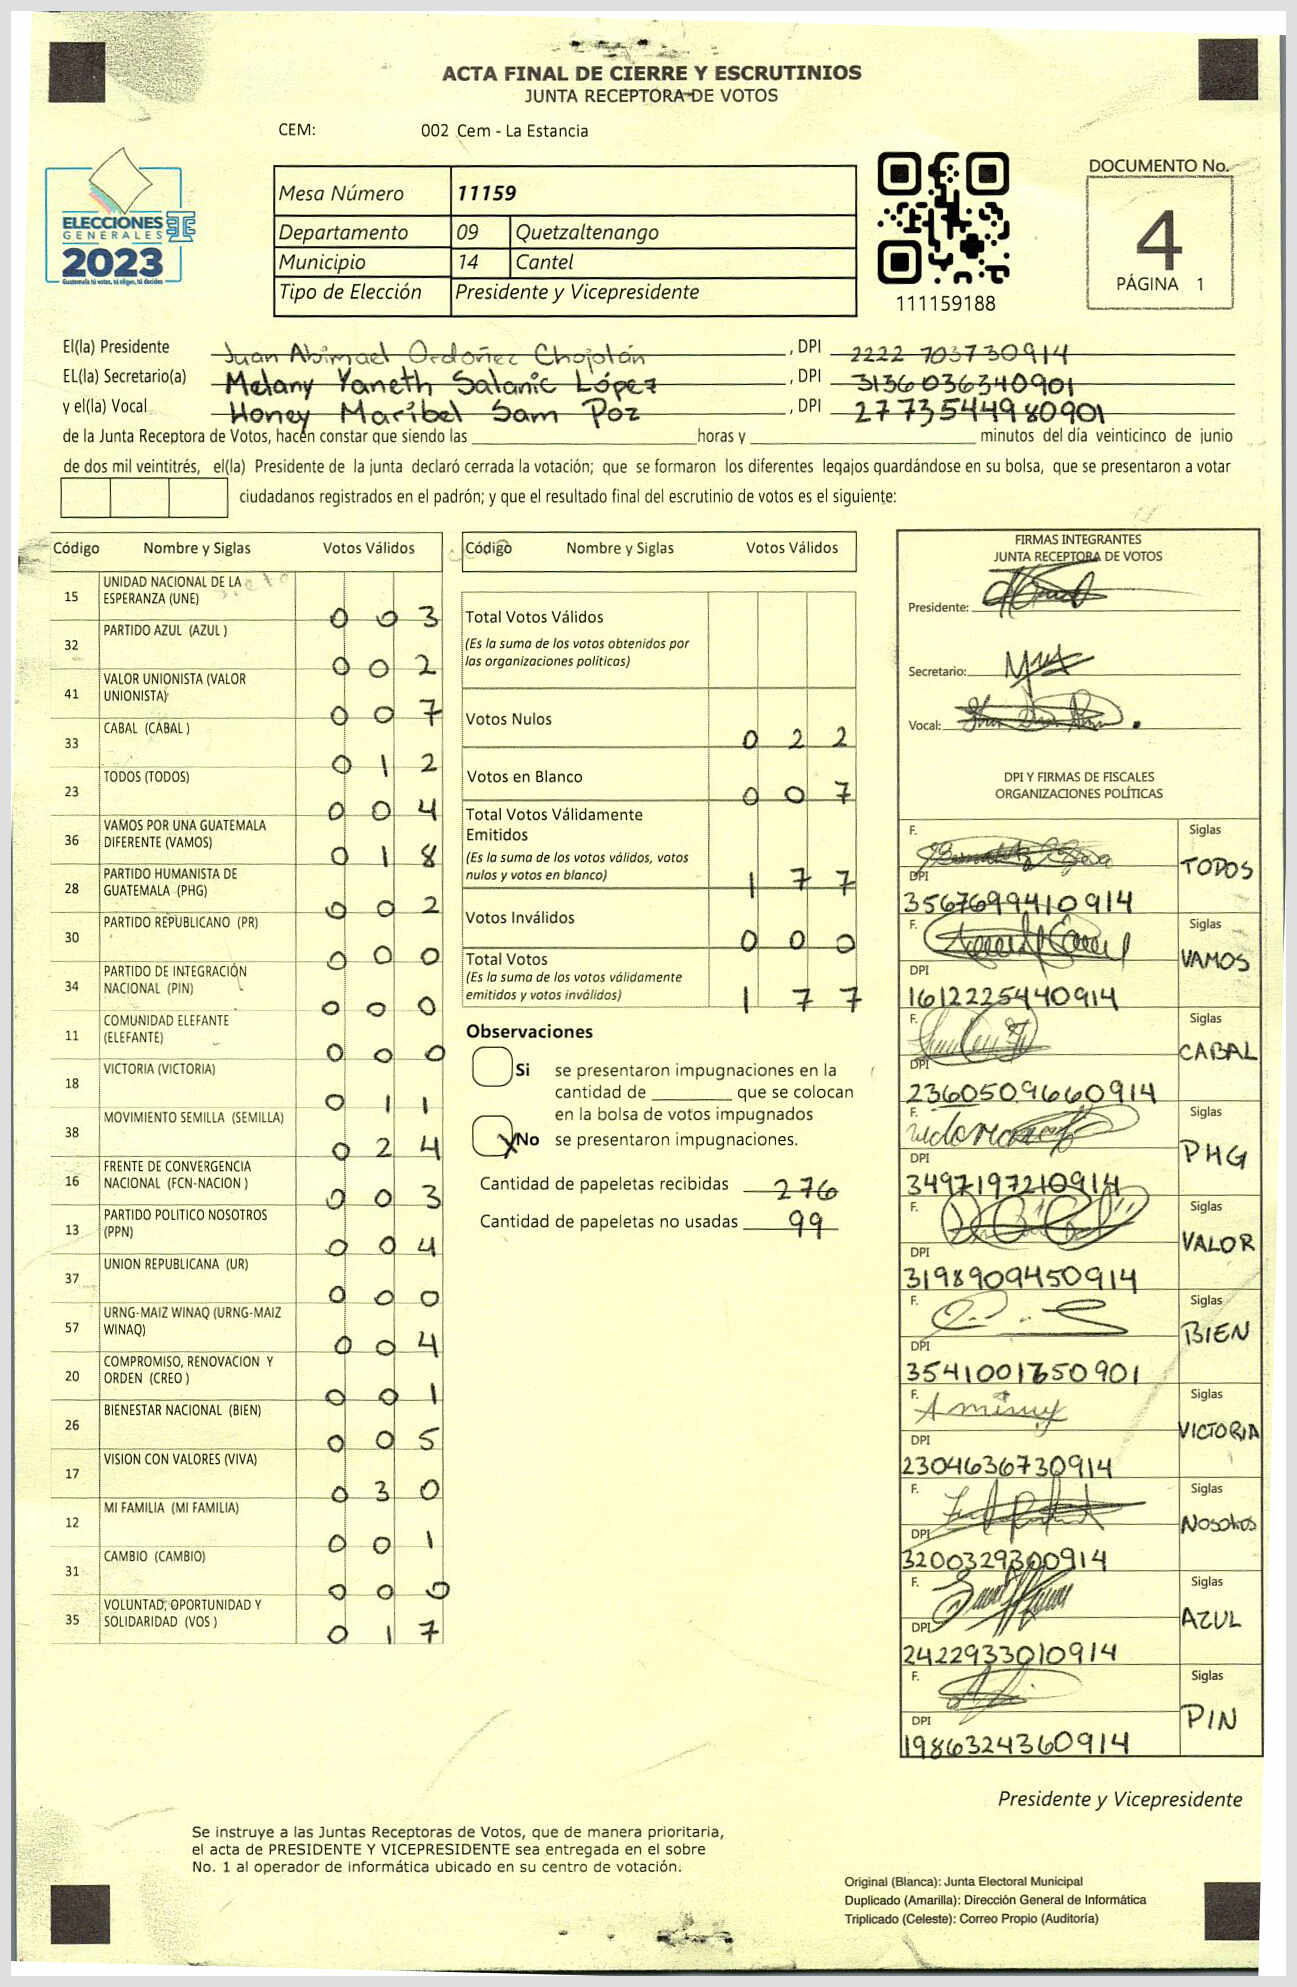 ACTA FINAL DE CIERRE Y ESCRUTINIOS
JUNTA RECEPTORA DE VOTOS
CEM: 002 Cem - La Estancia
ELECCIONES
GENERALES
2023
Guatemala tú votas, tú eliges, tú decides
Mesa Número 11159
Departamento 09 Quetzaltenango
Municipio 14 Cantel
Tipo de Elección Presidente y Vicepresidente
111159188
DOCUMENTO No.
4
PÁGINA 1
El(la) Presidente Juan Abimael Ordoñez Chojolán, DPI 2222 703730914
EL(la) Secretario(a) Melany Yaneth Salanic López, DPI 3136036340901
y el(la) Vocal Honey Maribel Sam Poz, DPI 2773544980901
de la Junta Receptora de Votos, hacen constar que siendo las ____ horas y ____ minutos del día veinticinco de junio
de dos mil veintitrés, el(la) Presidente de la junta declaró cerrada la votación; que se formaron los diferentes legajos guardándose en su bolsa, que se presentaron a votar
ciudadanos registrados en el padrón; y que el resultado final del escrutinio de votos es el siguiente:
Código Nombre y Siglas Votos Válidos
15 UNIDAD NACIONAL DE LA ESPERANZA (UNE) 0 0 3
32 PARTIDO AZUL (AZUL ) 0 0 2
41 VALOR UNIONISTA (VALOR UNIONISTA) 0 0 7
33 CABAL (CABAL ) 0 1 2
23 TODOS (TODOS) 0 0 4
36 VAMOS POR UNA GUATEMALA DIFERENTE (VAMOS) 0 1 8
28 PARTIDO HUMANISTA DE GUATEMALA (PHG) 0 0 2
30 PARTIDO REPUBLICANO (PR) 0 0 0
34 PARTIDO DE INTEGRACIÓN NACIONAL (PIN) 0 0 0
11 COMUNIDAD ELEFANTE (ELEFANTE) 0 0 0
18 VICTORIA (VICTORIA) 0 1 1
38 MOVIMIENTO SEMILLA (SEMILLA) 0 2 4
16 FRENTE DE CONVERGENCIA NACIONAL (FCN-NACION ) 0 0 3
13 PARTIDO POLITICO NOSOTROS (PPN) 0 0 4
37 UNION REPUBLICANA (UR) 0 0 0
57 URNG-MAIZ WINAQ (URNG-MAIZ WINAQ) 0 0 4
20 COMPROMISO, RENOVACION Y ORDEN (CREO ) 0 0 1
26 BIENESTAR NACIONAL (BIEN) 0 0 5
17 VISION CON VALORES (VIVA) 0 3 0
12 MI FAMILIA (MI FAMILIA) 0 0 1
31 CAMBIO (CAMBIO) 0 0 0
35 VOLUNTAD, OPORTUNIDAD Y SOLIDARIDAD (VOS ) 0 1 7
Código Nombre y Siglas Votos Válidos
Total Votos Válidos
(Es la suma de los votos obtenidos por
las organizaciones politicas)
Votos Nulos 0 2 2
Votos en Blanco 0 0 7
Total Votos Válidamente
Emitidos
(Es la suma de los votos válidos, votos
nulos y votos en blanco) 1 7 7
Votos Inválidos 0 0 0
Total Votos
(Es la suma de los votos válidamente
emitidos y votos inválidos) 1 7 7
Observaciones
Si se presentaron impugnaciones en la
cantidad de ________ que se colocan
en la bolsa de votos impugnados
X No se presentaron impugnaciones.
Cantidad de papeletas recibidas 276
Cantidad de papeletas no usadas 99
FIRMAS INTEGRANTES
JUNTA RECEPTORA DE VOTOS
Presidente:
Secretario:
Vocal:
DPI Y FIRMAS DE FISCALES
ORGANIZACIONES POLÍTICAS
F. Siglas
TODOS
DPI
3567699410914
F. Siglas
VAMOS
DPI
1612225440914
F. Siglas
CABAL
DPI
2360509660914
F. Siglas
PHG
DPI
3497197210914
F. Siglas
VALOR
DPI
3198909450914
F. Siglas
BIEN
DPI
3541001650901
F. Siglas
VICTORIA
DPI
2304636730914
F. Siglas
NOSOTROS
DPI
3200329300914
F. Siglas
AZUL
DPI
2422933010914
F. Siglas
PIN
DPI
1986324360914
Presidente y Vicepresidente
Se instruye a las Juntas Receptoras de Votos, que de manera prioritaria,
el acta de PRESIDENTE Y VICEPRESIDENTE sea entregada en el sobre
No. 1 al operador de informática ubicado en su centro de votación.
Original (Blanca): Junta Electoral Municipal
Duplicado (Amarilla): Dirección General de Informática
Triplicado (Celeste): Correo Propio (Auditoría)